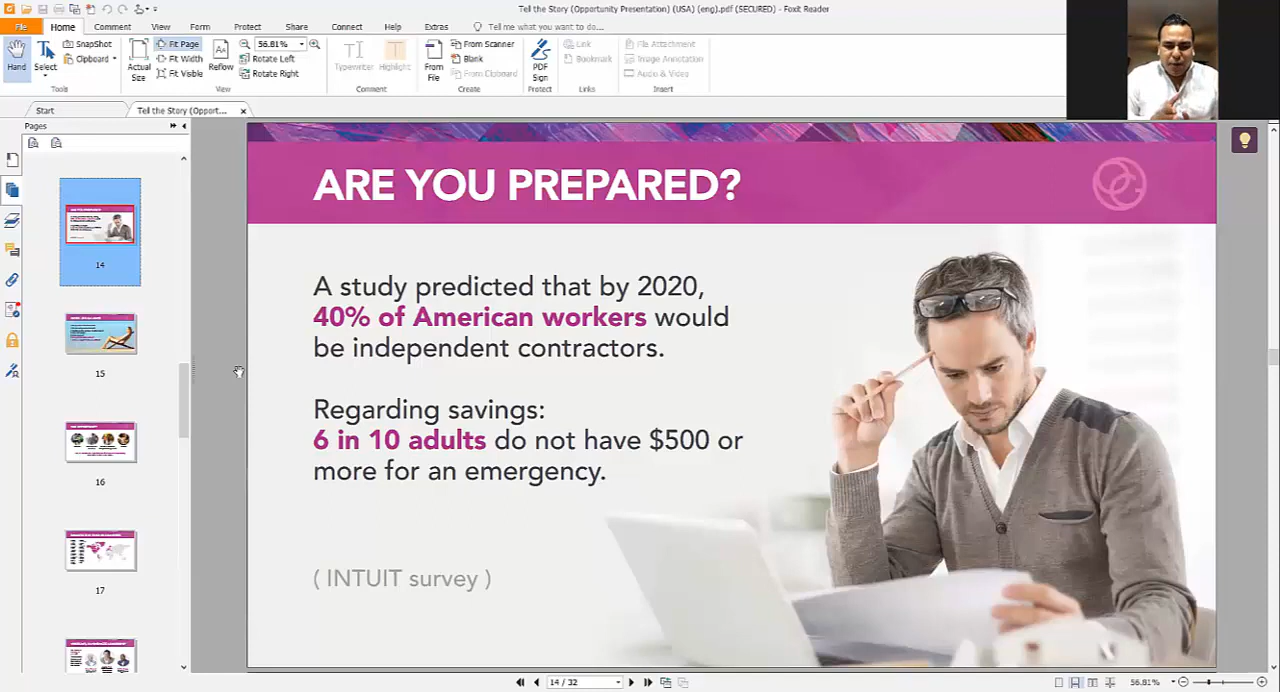 Tell the Story (Opportunity Presentation) (USA) (eng).pdf (SECURED) - Foxit Reader
File Home Comment View Form Protect Share Connect Help Extras Tell me what you want to do...
Hand
Select
SnapShot
Clipboard
Tools
Actual Size
Fit Page
Fit Width
Fit Visible
Reflow
56.81%
Rotate Left
Rotate Right
View
Typewriter
Highlight
Comment
From File
From Scanner
Blank
From Clipboard
Create
PDF Sign
Protect
Link
Bookmark
Links
File Attachment
Image Annotation
Audio & Video
Insert
Start
Tell the Story (Opport...
Pages
14
15
16
17
ARE YOU PREPARED?
A study predicted that by 2020,
40% of American workers would
be independent contractors.
Regarding savings:
6 in 10 adults do not have $500 or
more for an emergency.
( INTUIT survey )
14 / 32
56.81%